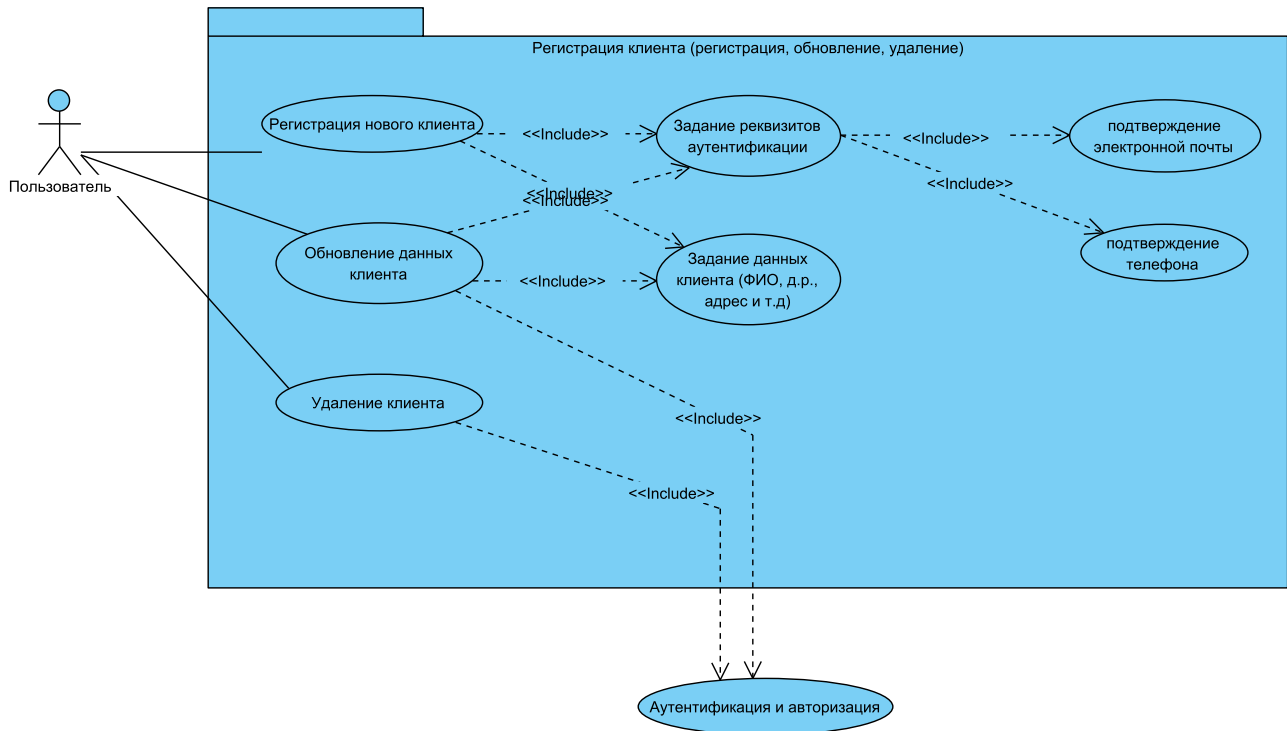 Регистрация клиента (регистрация, обновление, удаление)
Пользователь
Регистрация нового клиента
<<Include>>
Задание реквизитов
аутентификации
<<Include>>
подтверждение
электронной почты
<<Include>>
<<Include>>
<<Include>>
Обновление данных
клиента
<<Include>>
Задание данных
клиента (ФИО, д.р.,
адрес и т.д)
подтверждение
телефона
Удаление клиента
<<Include>>
<<Include>>
Аутентификация и авторизация